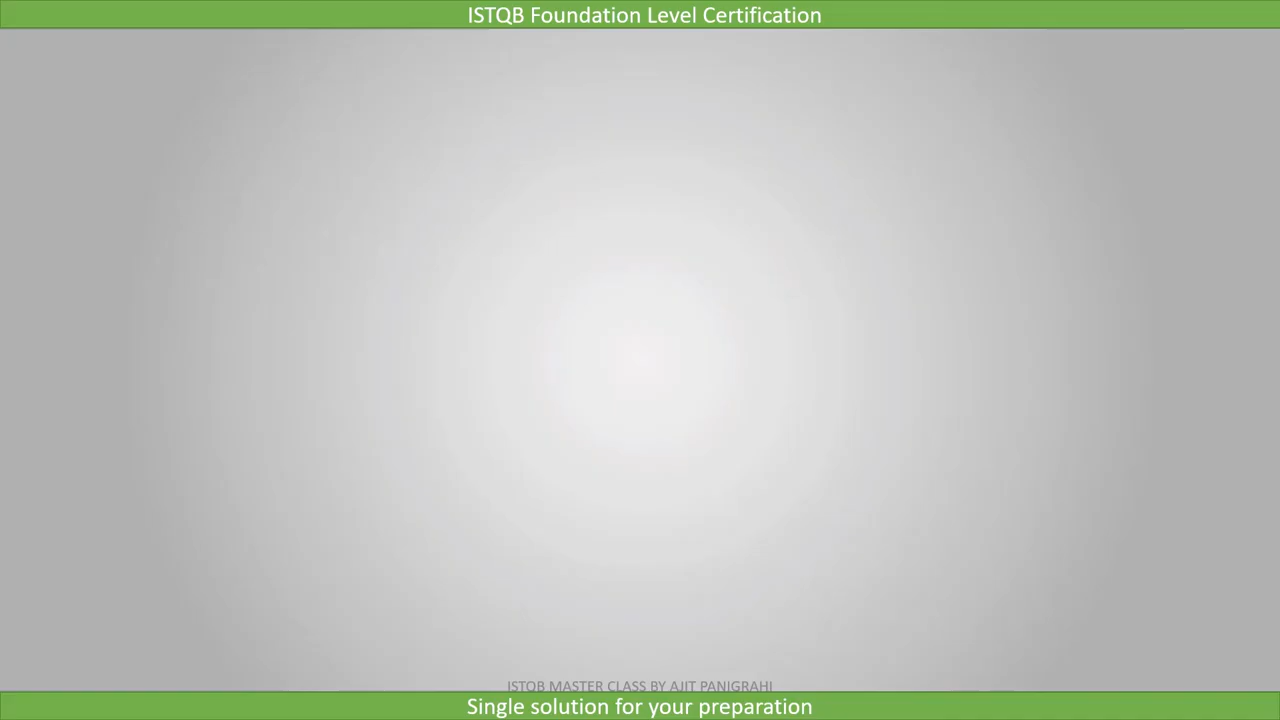 ISTQB Foundation Level Certification
ISTQB MASTER CLASS BY AJIT PANIGRAHI
Single solution for your preparation